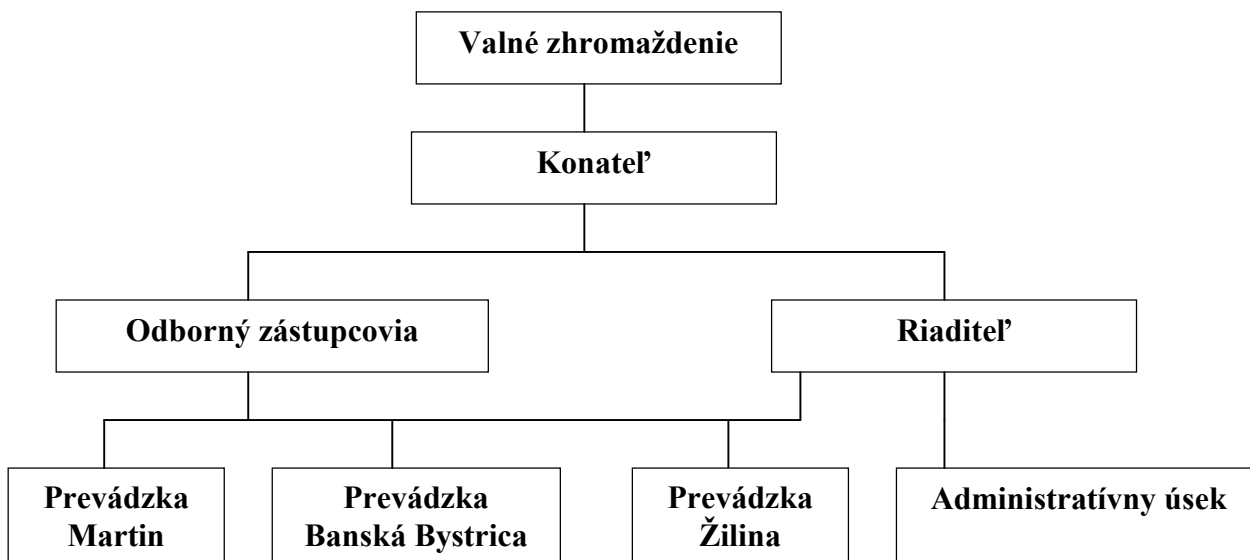 Valné zhromaždenie
Konateľ
Odborný zástupcovia
Riaditeľ
Prevádzka
Martin
Prevádzka
Banská Bystrica
Prevádzka
Žilina
Administratívny úsek